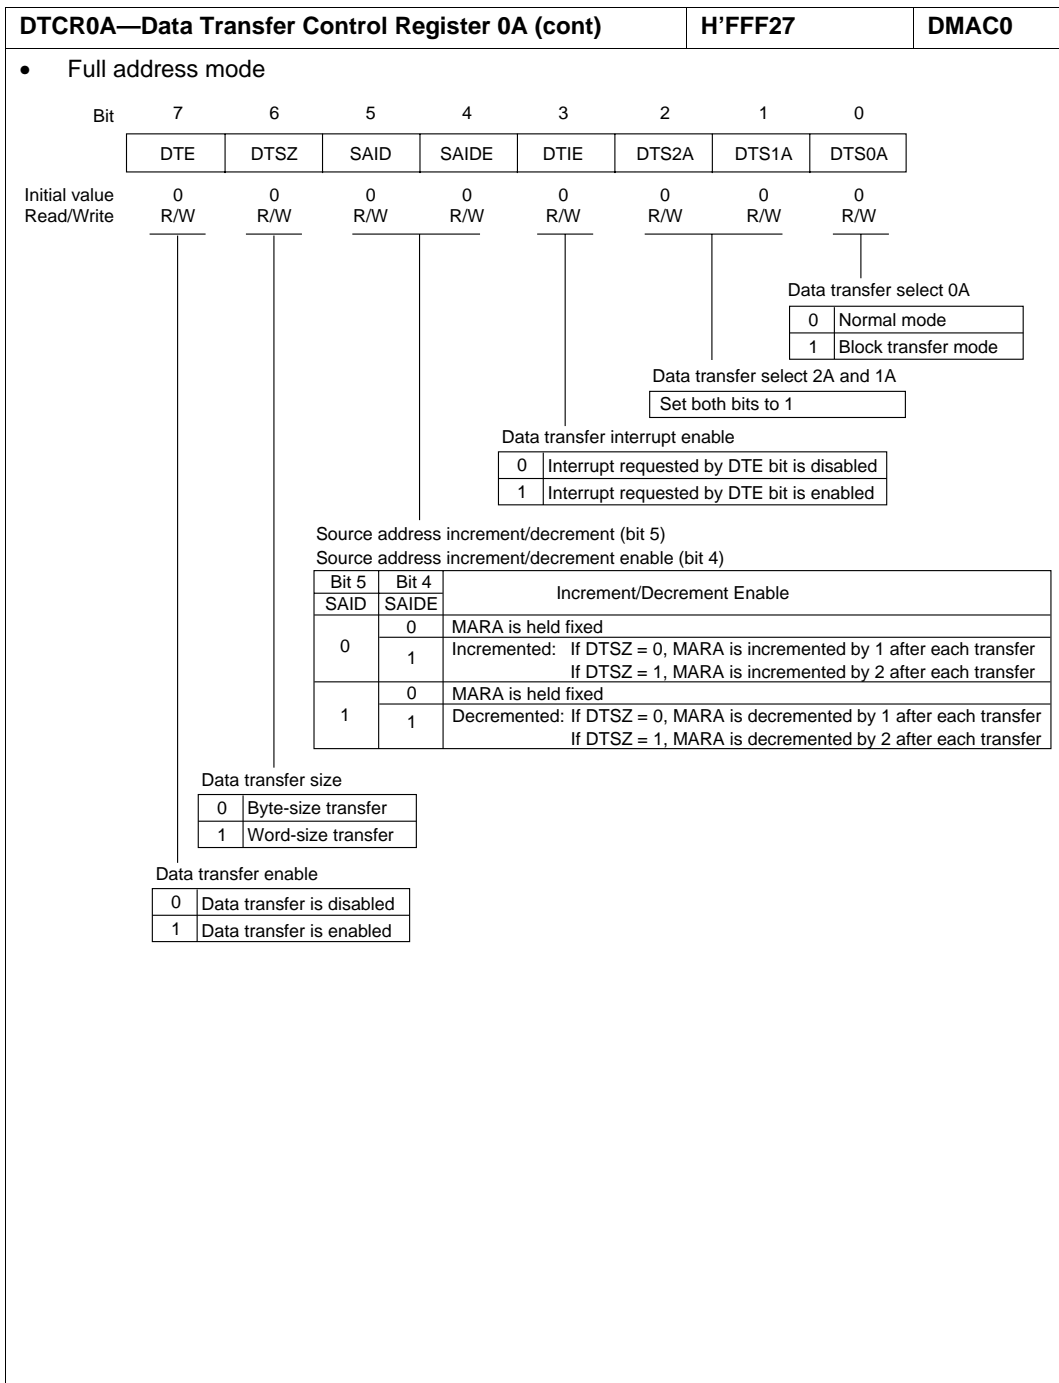 DTCR0A—Data Transfer Control Register 0A (cont) H'FFF27 DMAC0
• Full address mode
Bit 7 6 5 4 3 2 1 0
DTE DTSZ SAID SAIDE DTIE DTS2A DTS1A DTS0A
Initial value 0 0 0 0 0 0 0 0
Read/Write R/W R/W R/W R/W R/W R/W R/W R/W
Data transfer select 0A
0 Normal mode
1 Block transfer mode
Data transfer select 2A and 1A
Set both bits to 1
Data transfer interrupt enable
0 Interrupt requested by DTE bit is disabled
1 Interrupt requested by DTE bit is enabled
Source address increment/decrement (bit 5)
Source address increment/decrement enable (bit 4)
Bit 5 Bit 4 Increment/Decrement Enable
SAID SAIDE
0 0 MARA is held fixed
1 Incremented: If DTSZ = 0, MARA is incremented by 1 after each transfer
If DTSZ = 1, MARA is incremented by 2 after each transfer
1 0 MARA is held fixed
1 Decremented: If DTSZ = 0, MARA is decremented by 1 after each transfer
If DTSZ = 1, MARA is decremented by 2 after each transfer
Data transfer size
0 Byte-size transfer
1 Word-size transfer
Data transfer enable
0 Data transfer is disabled
1 Data transfer is enabled